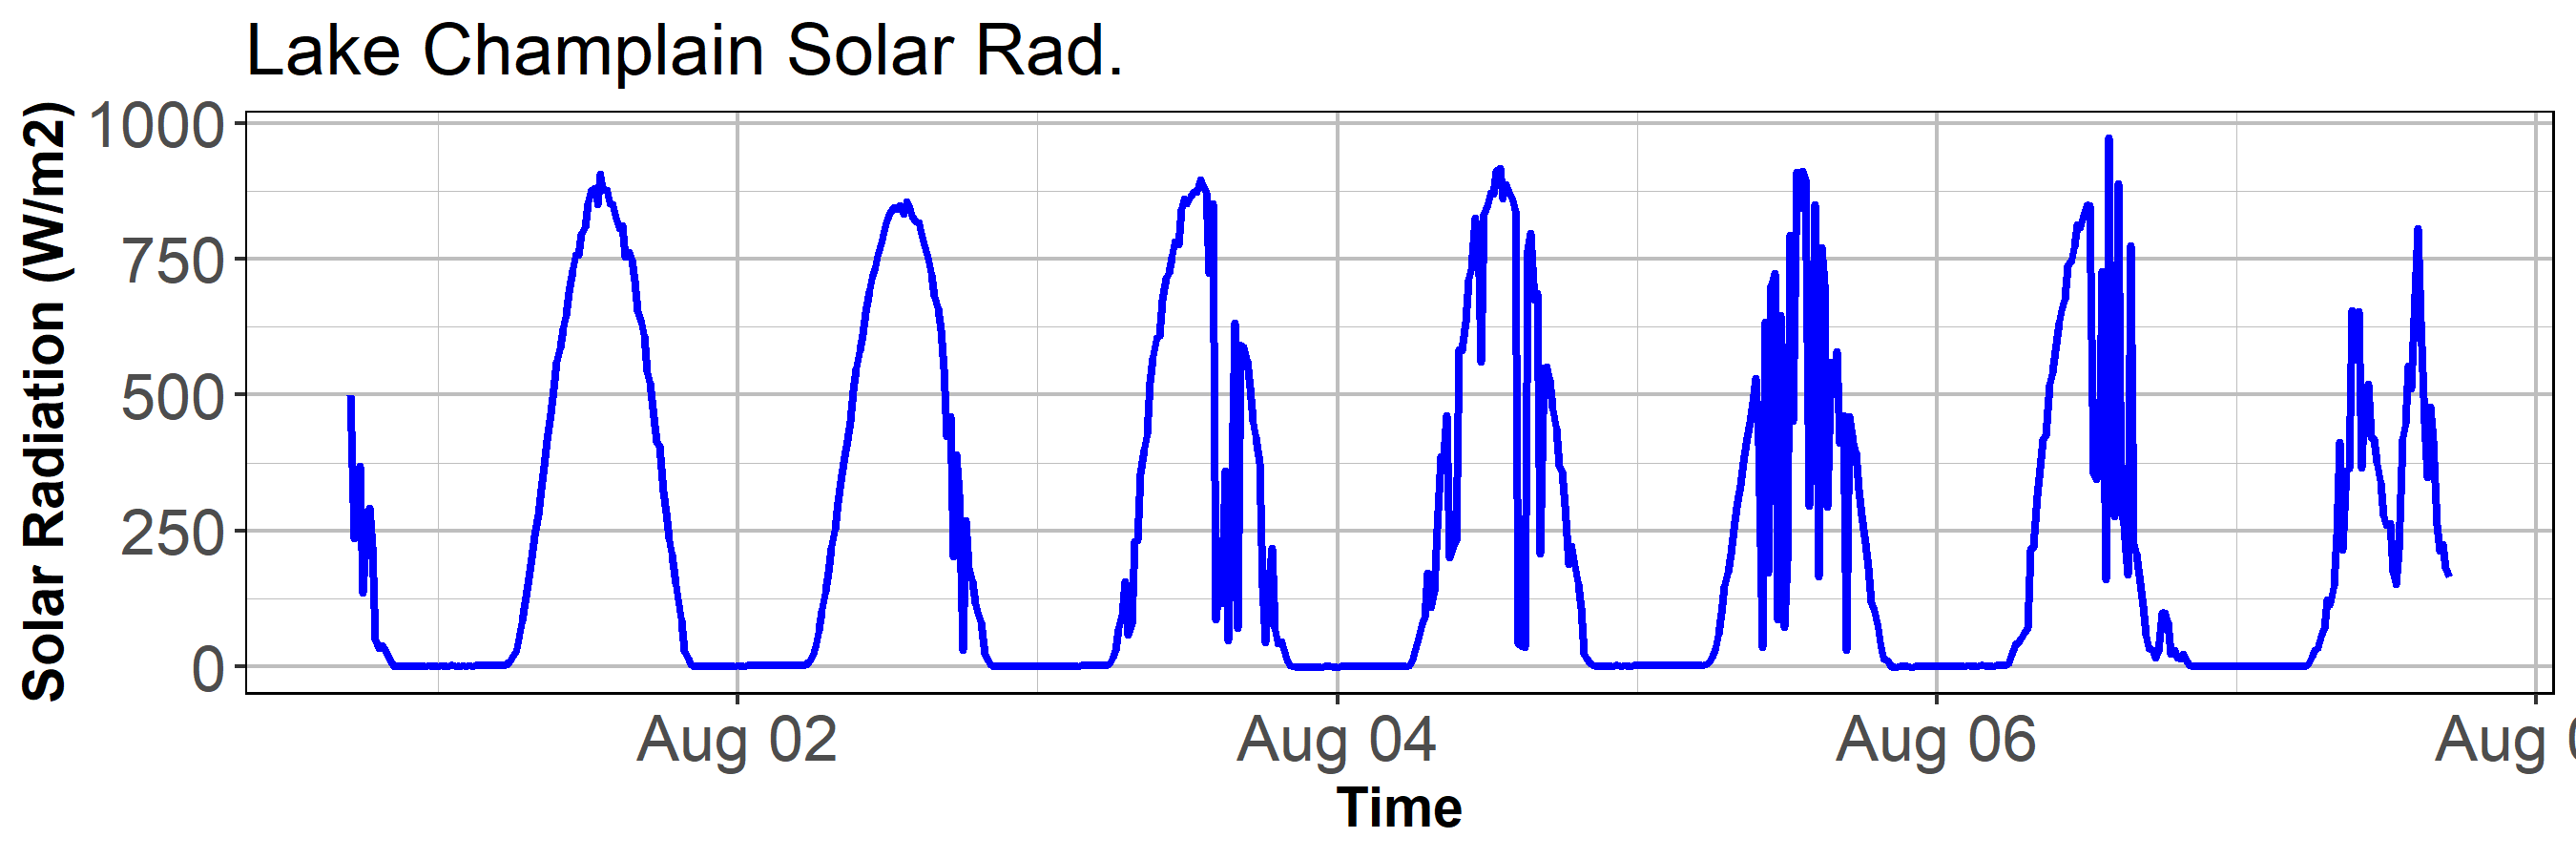 Lake Champlain Solar Rad.
Solar Radiation (W/m2)
1000
750
500
250
0
Aug 02 Aug 04 Aug 06 Aug
Time